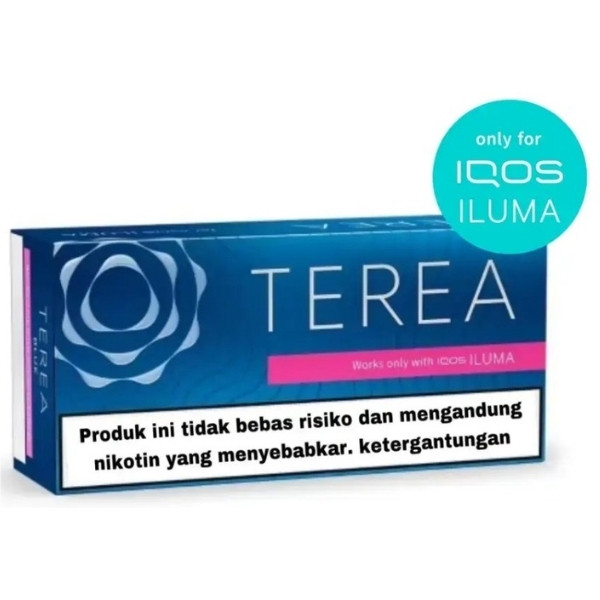 only for
IQOS
ILUMA
TEREA
Works only with IQOS ILUMA
TEREA
BLUE
Produk ini tidak bebas risiko dan mengandung
nikotin yang menyebabkar. ketergantungan